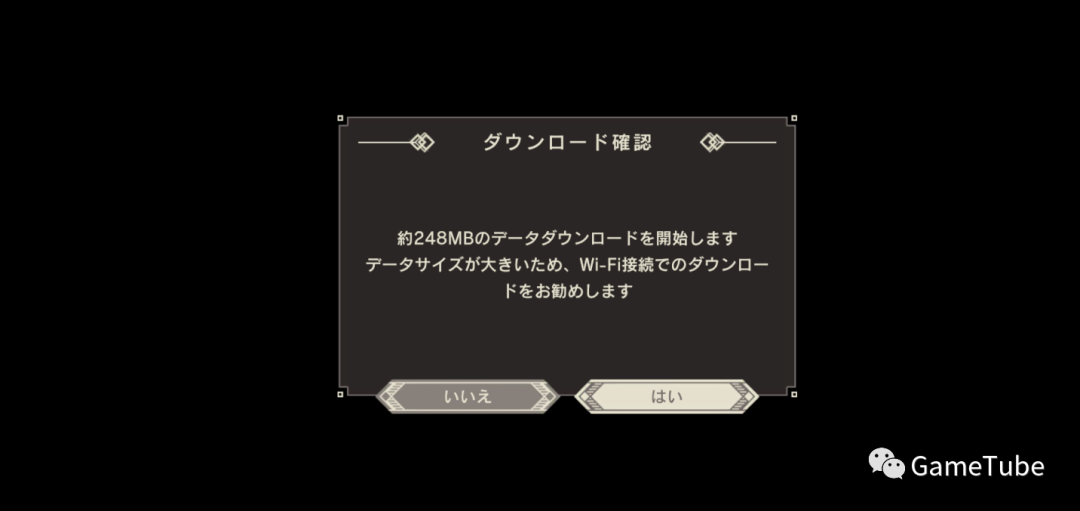 ダウンロード確認
約248MBのデータダウンロードを開始します
データサイズが大きいため、Wi-Fi接続でのダウンロー
ドをお勧めします
いいえ
はい
GameTube